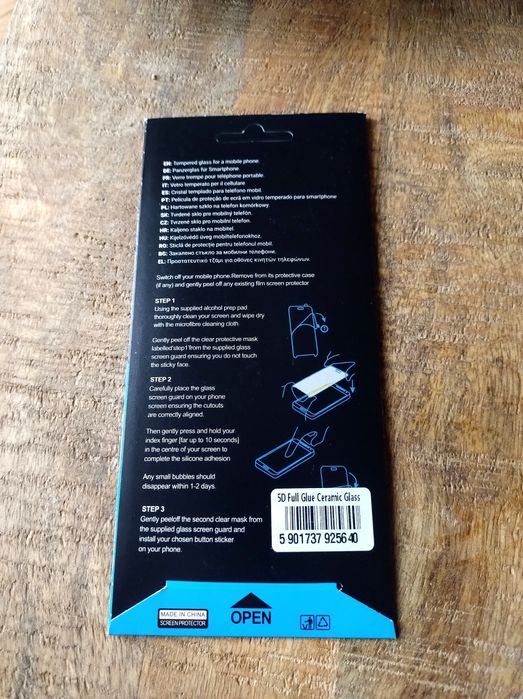 EN: Tempered glass for a mobile phone.
DE: Panzerglas für Smartphone
FR: Verre trempé pour téléphone portable.
IT: Vetro temperato per il cellulare.
ES: Cristal templado para teléfono móbil.
PT: Película de proteção de ecrã em vidro temperado para smartphone
PL: Hartowane szkło na telefon komórkowy.
SK: Tvrdené sklo pre mobilný telefón.
CZ: Tvrzené sklo pro mobilní telefon.
HR: Kaljeno staklo na mobitel.
HU: Kijelzővédő üveg mobiltelefonokhoz.
RO: Sticlă de protecție pentru telefonul mobil.
BG: Закалено стъкло за мобилни телефони.
EL: Προστατευτικό τζάμι για οθόνες κινητών τηλεφώνων.
Switch off your mobile phone.Remove from its protective case
(if any) and gently peel off any existing film screen protector
STEP 1
Using the supplied alcohol prep pad
thoroughly clean your screen and wipe dry
with the microfibre cleaning cloth.
Gently peel off the clear protective mask
labelled'step1'from the supplied glass
screen guard ensuring you do not touch
the sticky face.
STEP 2
Carefully place the glass
screen guard on your phone
screen ensuring the cutouts
are correctly aligned.
Then gently press and hold your
index finger [far up to 10 seconds]
in the centre of your screen to
complete the silicone adhesion
Any small bubbles should
disappear within 1-2 days.
STEP 3
Gently peeloff the second clear mask from
the supplied glass screen guard and
install your chosen button sticker
on your phone.
5D Full Glue Ceramic Glass
5 901737 925640
MADE IN CHINA
SCREEN PROTECTOR
OPEN